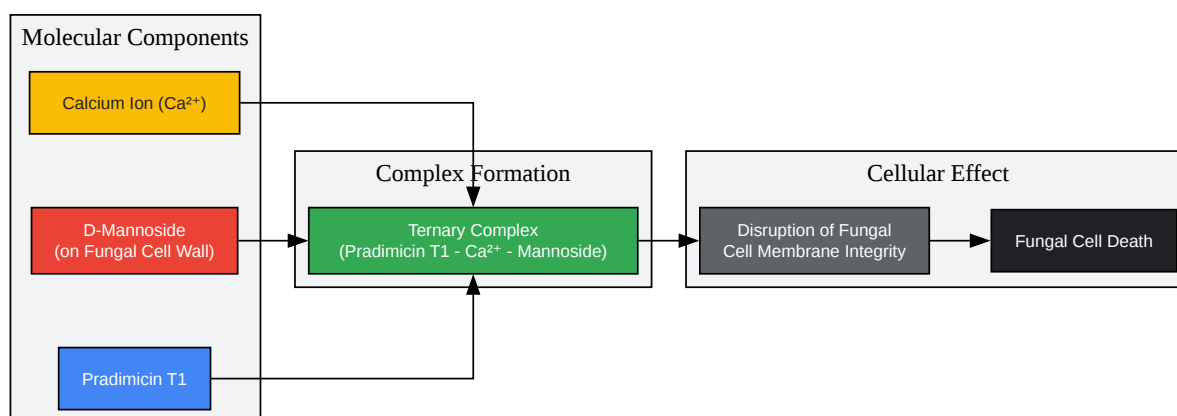 Molecular Components
Calcium Ion (Ca²⁺)
D-Mannoside
(on Fungal Cell Wall)
Pradimicin T1
Complex Formation
Ternary Complex
(Pradimicin T1 - Ca²⁺ - Mannoside)
Cellular Effect
Disruption of Fungal
Cell Membrane Integrity
Fungal Cell Death